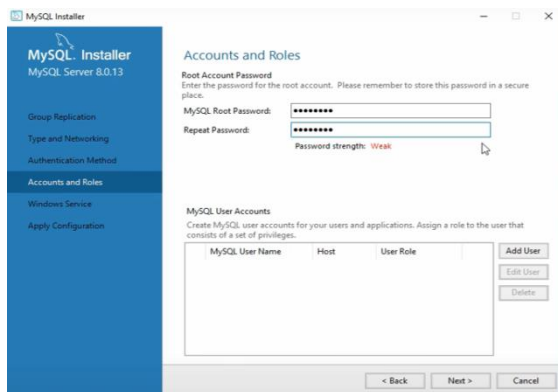 MySQL Installer
MySQL. Installer
MySQL Server 8.0.13
Group Replication
Type and Networking
Authentication Method
Accounts and Roles
Windows Service
Apply Configuration
Accounts and Roles
Root Account Password
Enter the password for the root account. Please remember to store this password in a secure
place.
MySQL Root Password: ••••••••
Repeat Password: ••••••••
Password strength: Weak
MySQL User Accounts
Create MySQL user accounts for your users and applications. Assign a role to the user that
consists of a set of privileges.
MySQL User Name Host User Role
Add User
Edit User
Delete
< Back Next > Cancel